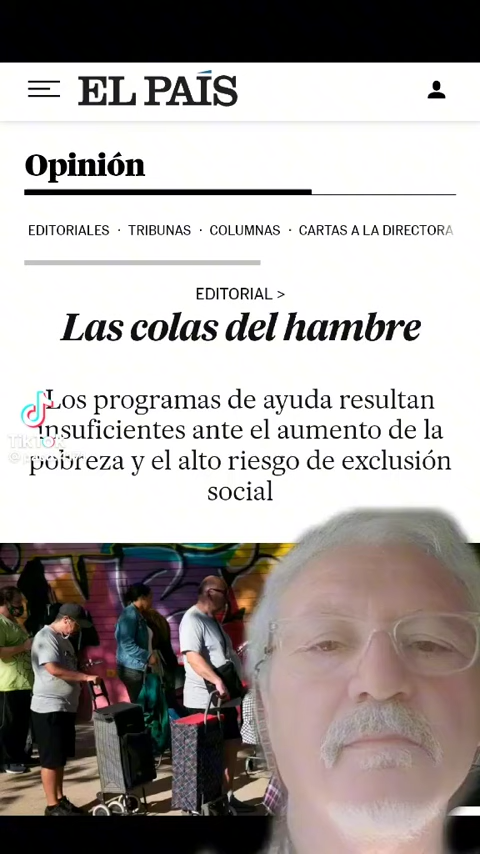 EL PAÍS
Opinión
EDITORIALES · TRIBUNAS · COLUMNAS · CARTAS A LA DIRECTORA
EDITORIAL >
Las colas del hambre
Los programas de ayuda resultan
insuficientes ante el aumento de la
pobreza y el alto riesgo de exclusión
social
TikTok